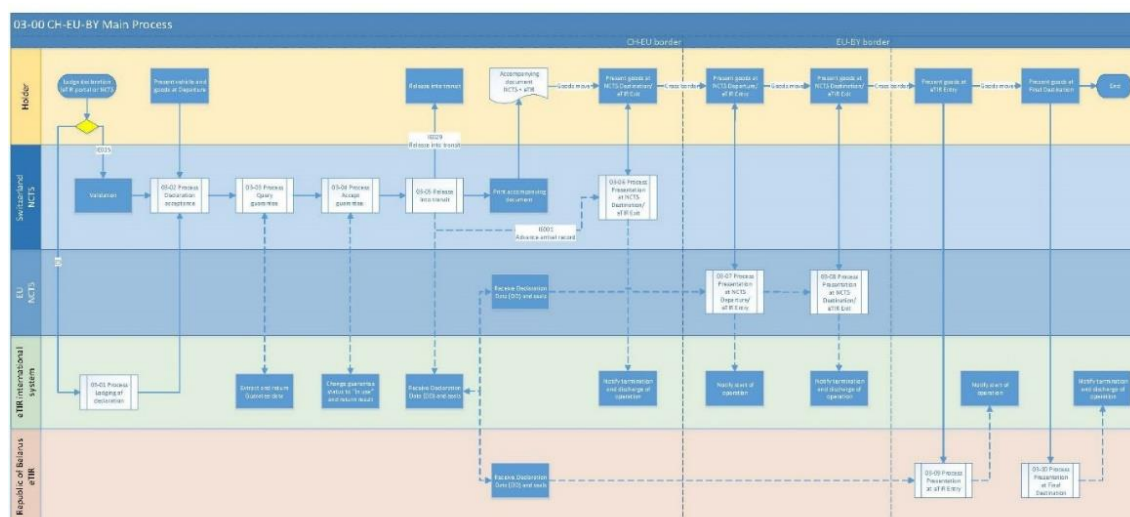 03-00 CH-EU-BY Main Process
CH-EU border
EU-BY border
Holder
Lodge declaration
eTIR portal or NCTS
Present vehicle and
goods at Departure
Release into transit
Accompanying
document
NCTS + eTIR
Goods move
Present goods at
NCTS Destination/
eTIR Exit
Cross border
Present goods at
NCTS Departure/
eTIR Entry
Goods move
Present goods at
NCTS Destination/
eTIR Exit
Cross border
Present goods at
eTIR Entry
Goods move
Present goods at
Final Destination
End
IE015
IE029
Release into transit
Switzerland
NCTS
Validation
03-02 Process
Declaration
acceptance
03-03 Process
Query
guarantee
03-04 Process
Accept
guarantee
03-05 Release
into transit
Print accompanying
document
03-06 Process
Presentation
at NCTS
Destination/
eTIR Exit
IE001
Advance arrival record
EU
NCTS
Receive Declaration
Data (DD) and seals
03-07 Process
Presentation
at NCTS
Departure/
eTIR Entry
03-08 Process
Presentation
at NCTS
Destination/
eTIR Exit
eTIR international
system
03-01 Process
Lodging of
declaration
Extract and return
Guarantee data
Change guarantee
status to "in use"
and return result
Receive Declaration
Data (DD) and seals
Notify termination
and discharge of
operation
Notify start of
operation
Notify termination
and discharge of
operation
Notify start of
operation
Notify termination
and discharge of
operation
Republic of Belarus
eTIR
Receive Declaration
Data (DD) and seals
03-09 Process
Presentation
at eTIR Entry
03-10 Process
Presentation
at Final
Destination